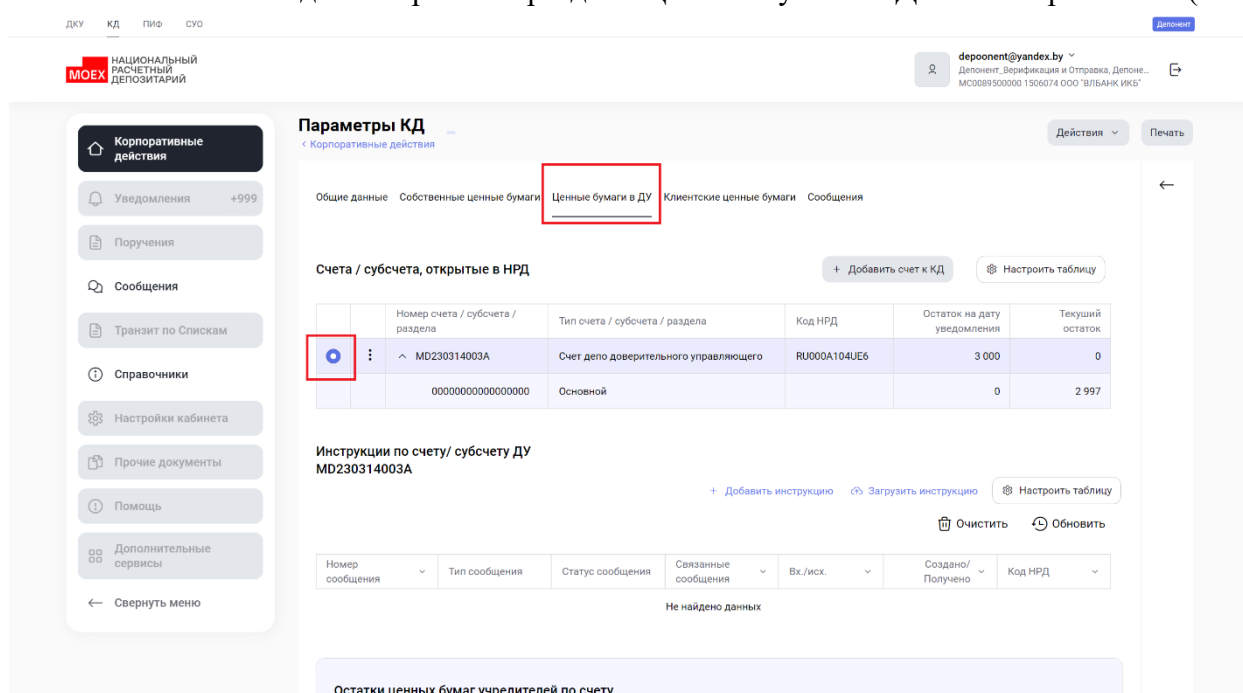 ДКУ КД ПИФ СУО
Депонент
MOEX НАЦИОНАЛЬНЫЙ РАСЧЕТНЫЙ ДЕПОЗИТАРИЙ
depoonent@yandex.by
Депонент_Верификация и Отправка, Депоне...
MC0089500000 1506074 ООО "ВЛБАНК ИКБ"
Корпоративные действия
Уведомления +999
Поручения
Сообщения
Транзит по Спискам
Справочники
Настройки кабинета
Прочие документы
Помощь
Дополнительные сервисы
Свернуть меню
Параметры КД
< Корпоративные действия
Действия
Печать
Общие данные Собственные ценные бумаги Ценные бумаги в ДУ Клиентские ценные бумаги Сообщения
Счета / субсчета, открытые в НРД
+ Добавить счет к КД
Настроить таблицу
Номер счета / субсчета / раздела Тип счета / субсчета / раздела Код НРД Остаток на дату уведомления Текущий остаток
MD230314003A Счет депо доверительного управляющего RU000A104UE6 3 000 0
00000000000000000 Основной 0 2 997
Инструкции по счету/ субсчету ДУ
MD230314003A
+ Добавить инструкцию
Загрузить инструкцию
Настроить таблицу
Очистить
Обновить
Номер сообщения Тип сообщения Статус сообщения Связанные сообщения Вх./исх. Создано/ Получено Код НРД
Не найдено данных
Остатки ценных бумаг учредителей по счету